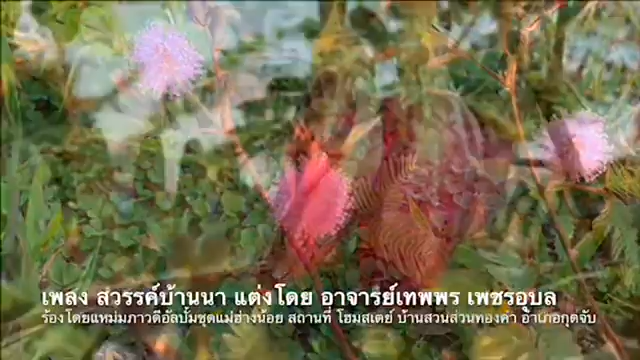 เพลง สวรรค์บ้านนา แต่งโดย อาจารย์เทพพร เพชรอุบล
ร้องโดยแหม่มภาวดีอัลบั้มชุดแม่ฮ่างน้อย สถานที่ โฮมสเตย์ บ้านสวนส่วนทองคำ อำเภอกุดจับ